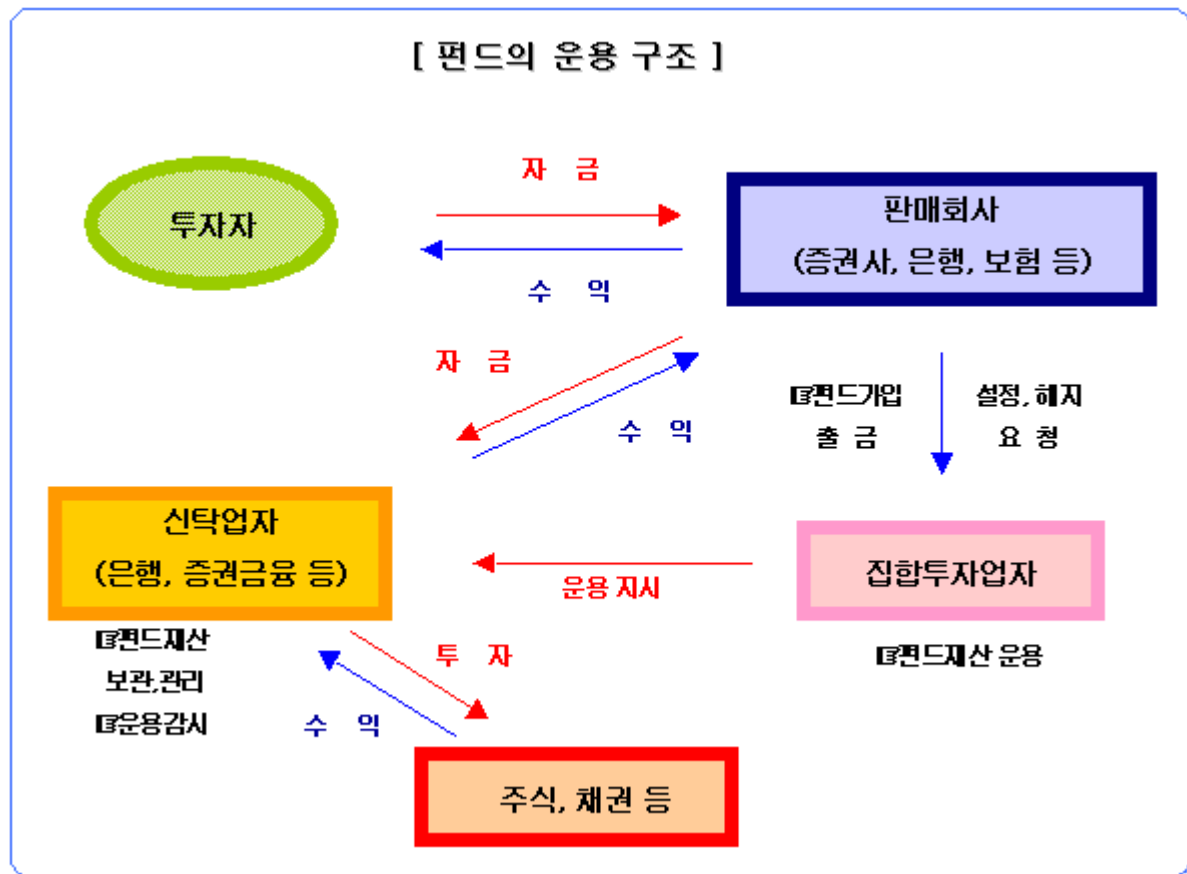 [ 펀드의 운용 구조 ]
자 금
투자자
판매회사
(증권사, 은행, 보험 등)
수 익
자 금
수 익
☞펀드가입
출 금
설정, 해지
요 청
신탁업자
(은행, 증권금융 등)
운용 지시
집합투자업자
☞펀드재산
보관,관리
☞운용감시
투 자
수 익
☞펀드재산 운용
주식, 채권 등